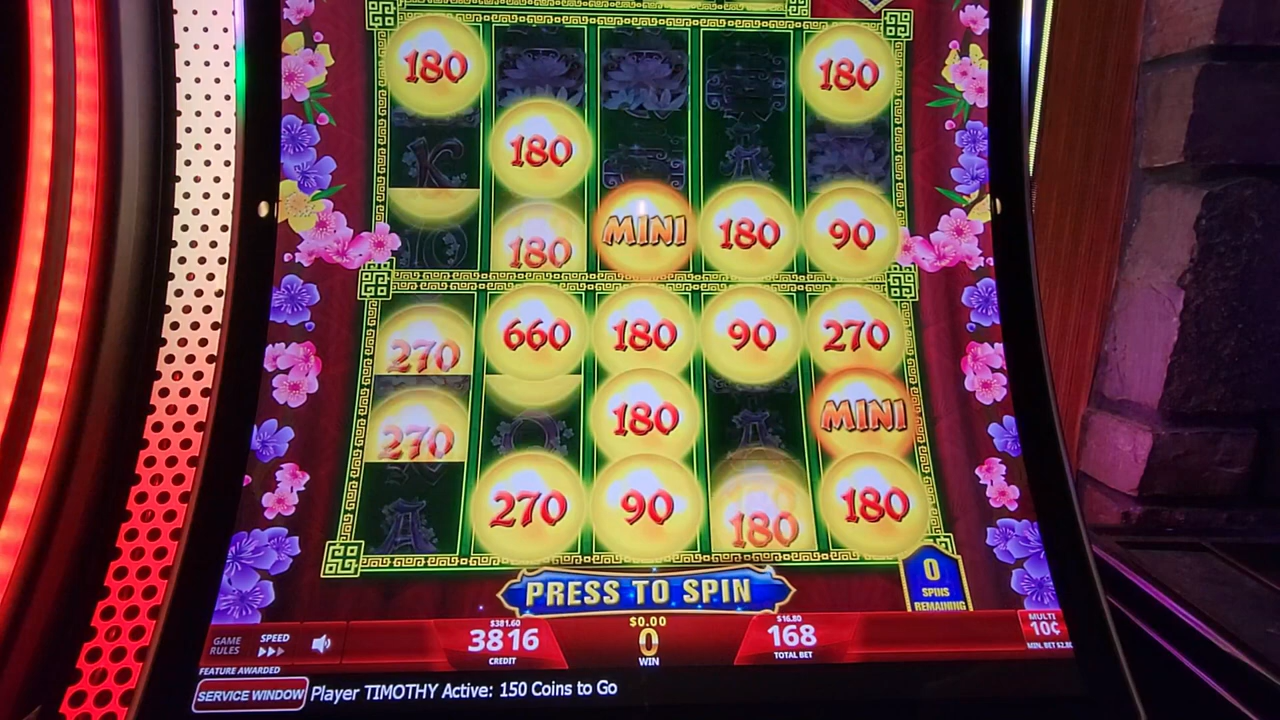 180 180
180
180 MINI 180 90
270 660 180 90 270
270 180 MINI
270 90 180 180
PRESS TO SPIN
0
SPINS
REMAINING
GAME
RULES
SPEED
$381.60
3816
CREDIT
$0.00
0
WIN
$16.80
168
TOTAL BET
MULTI
10¢
FEATURE AWARDED
SERVICE WINDOW
Player TIMOTHY Active: 150 Coins to Go